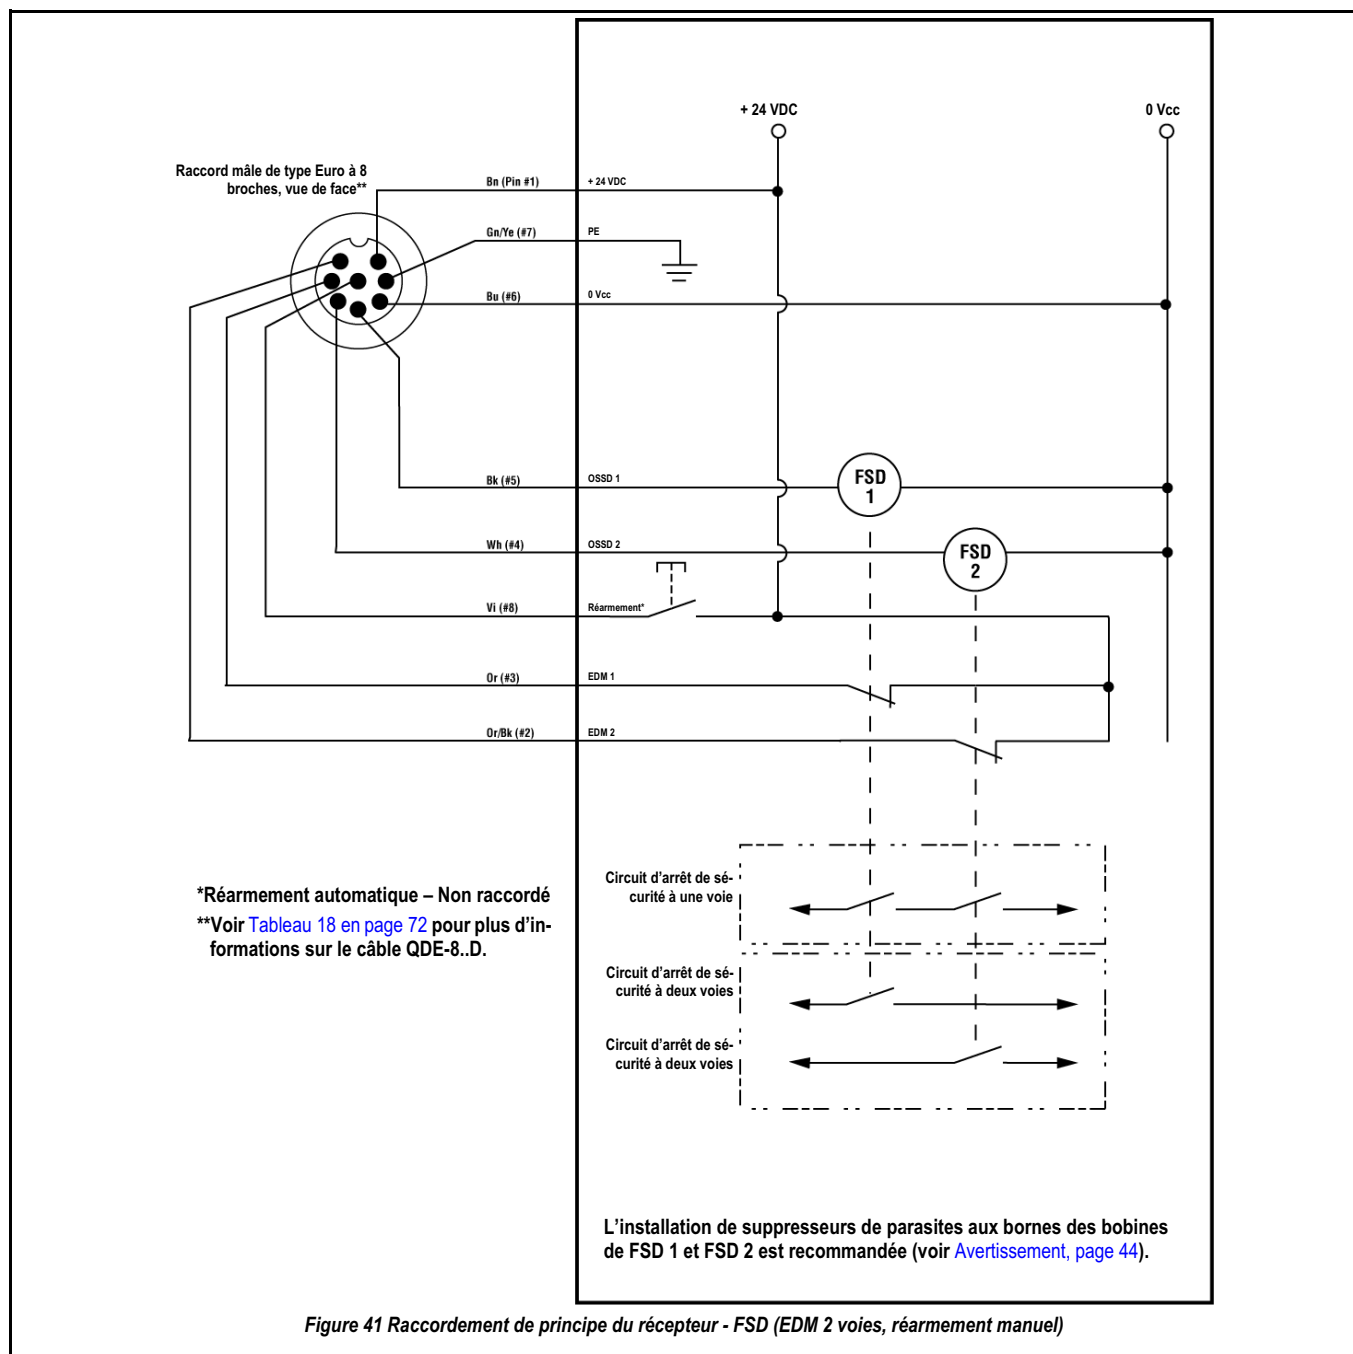 + 24 VDC
0 Vcc
Raccord mâle de type Euro à 8
broches, vue de face**
Bn (Pin #1)
+ 24 VDC
Gn/Ye (#7)
PE
Bu (#6)
0 Vcc
Bk (#5)
OSSD 1
FSD
1
Wh (#4)
OSSD 2
FSD
2
Vi (#8)
Réarmement*
Or (#3)
EDM 1
Or/Bk (#2)
EDM 2
Circuit d'arrêt de sé-
curité à une voie
*Réarmement automatique – Non raccordé
**Voir Tableau 18 en page 72 pour plus d'in-
formations sur le câble QDE-8..D.
Circuit d'arrêt de sé-
curité à deux voies
Circuit d'arrêt de sé-
curité à deux voies
L'installation de suppresseurs de parasites aux bornes des bobines
de FSD 1 et FSD 2 est recommandée (voir Avertissement, page 44).
Figure 41 Raccordement de principe du récepteur - FSD (EDM 2 voies, réarmement manuel)